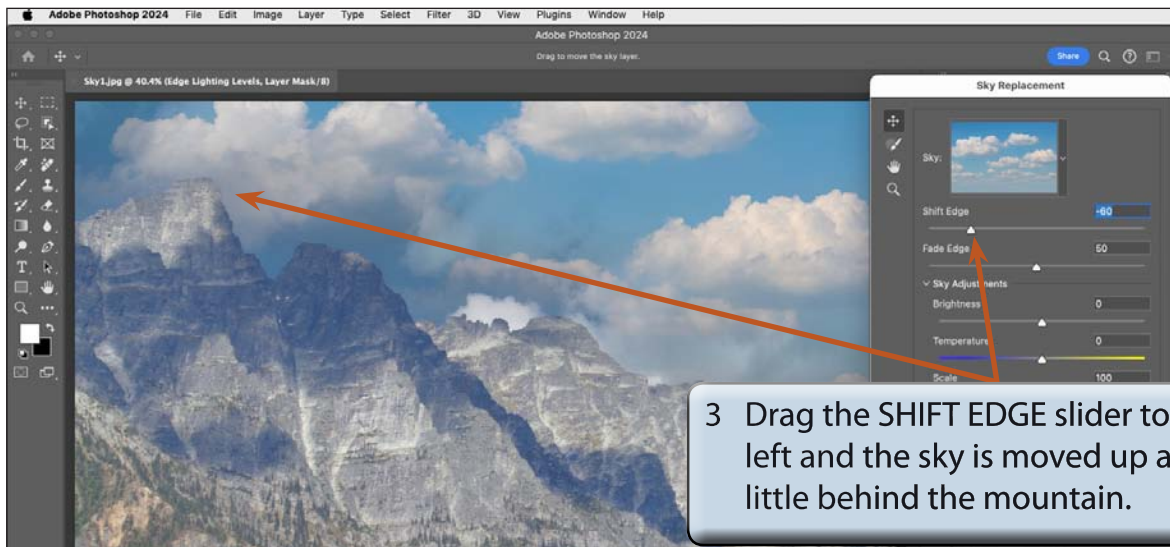 Adobe Photoshop 2024 File Edit Image Layer Type Select Filter 3D View Plugins Window Help
Adobe Photoshop 2024
Drag to move the sky layer.
Share
Sky1.jpg @ 40.4% (Edge Lighting Levels, Layer Mask/8)
Sky Replacement
Sky:
Shift Edge -60
Fade Edge 50
Sky Adjustments
Brightness 0
Temperature 0
Scale 100
3 Drag the SHIFT EDGE slider to
left and the sky is moved up a
little behind the mountain.